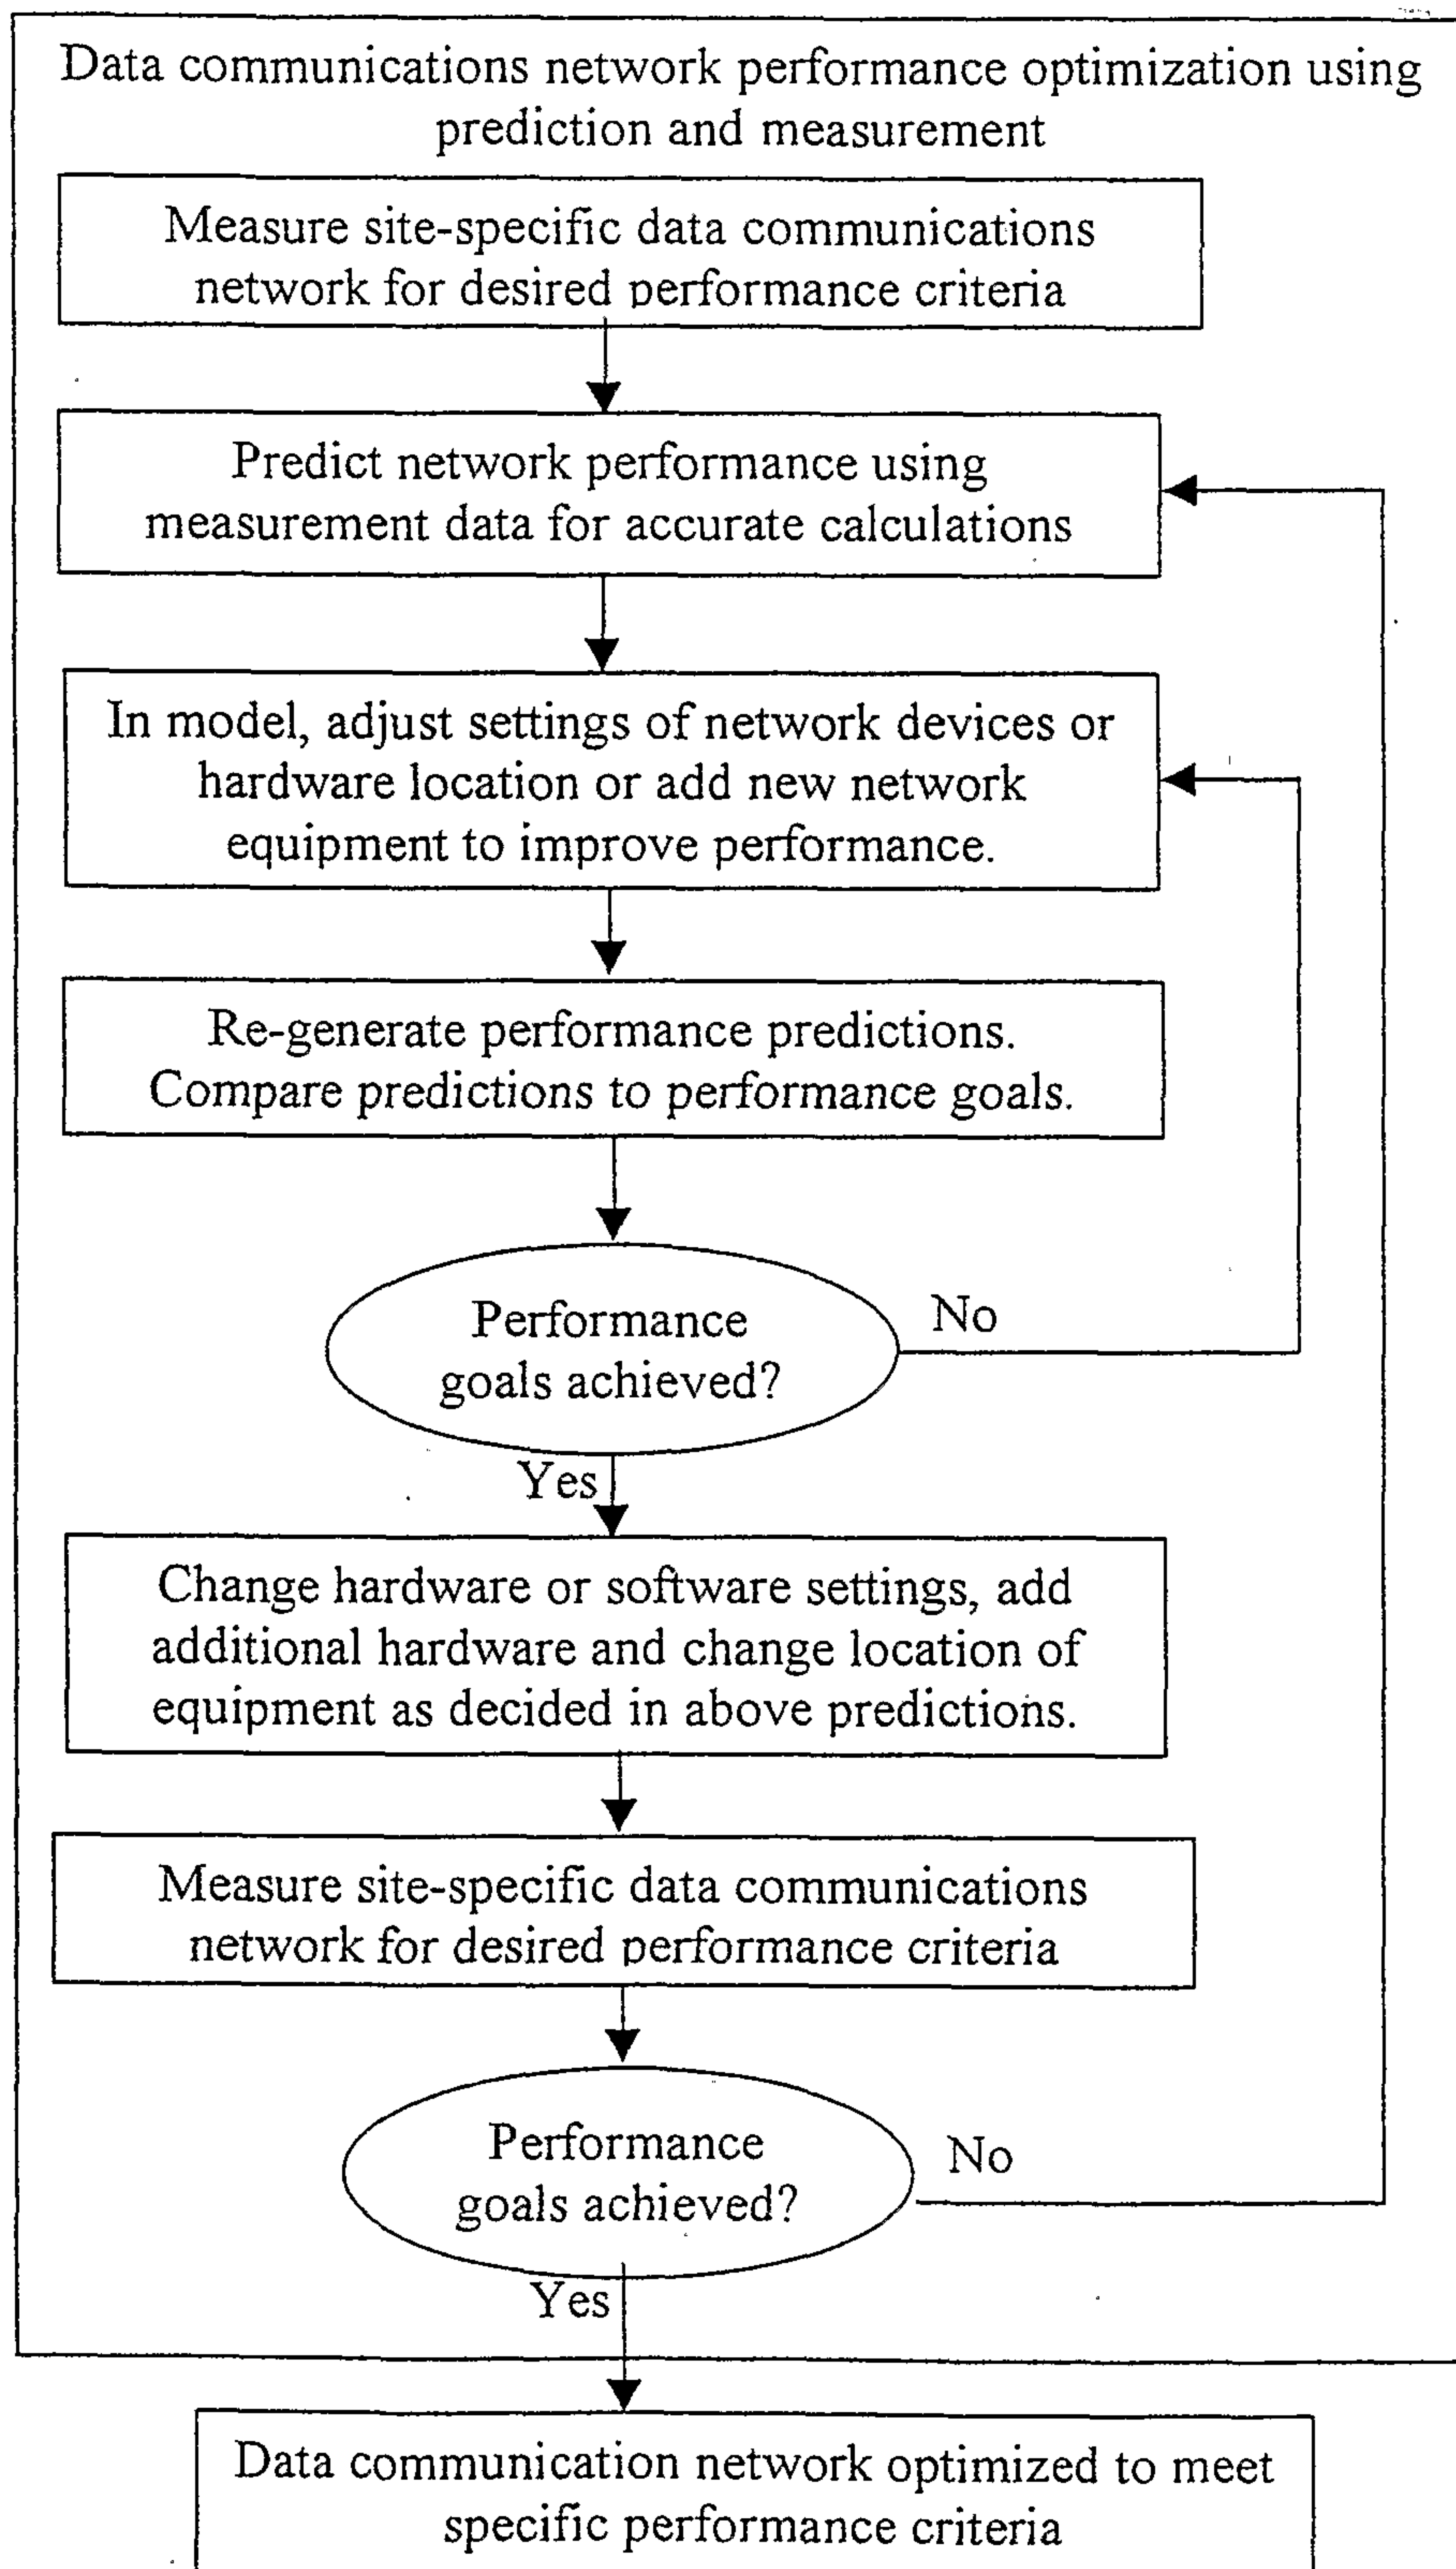 Data communications network performance optimization using
prediction and measurement
Measure site-specific data communications
network for desired performance criteria
Predict network performance using
measurement data for accurate calculations
In model, adjust settings of network devices or
hardware location or add new network
equipment to improve performance.
Re-generate performance predictions.
Compare predictions to performance goals.
Performance
goals achieved?
No
Yes
Change hardware or software settings, add
additional hardware and change location of
equipment as decided in above predictions.
Measure site-specific data communications
network for desired performance criteria
Performance
goals achieved?
No
Yes
Data communication network optimized to meet
specific performance criteria